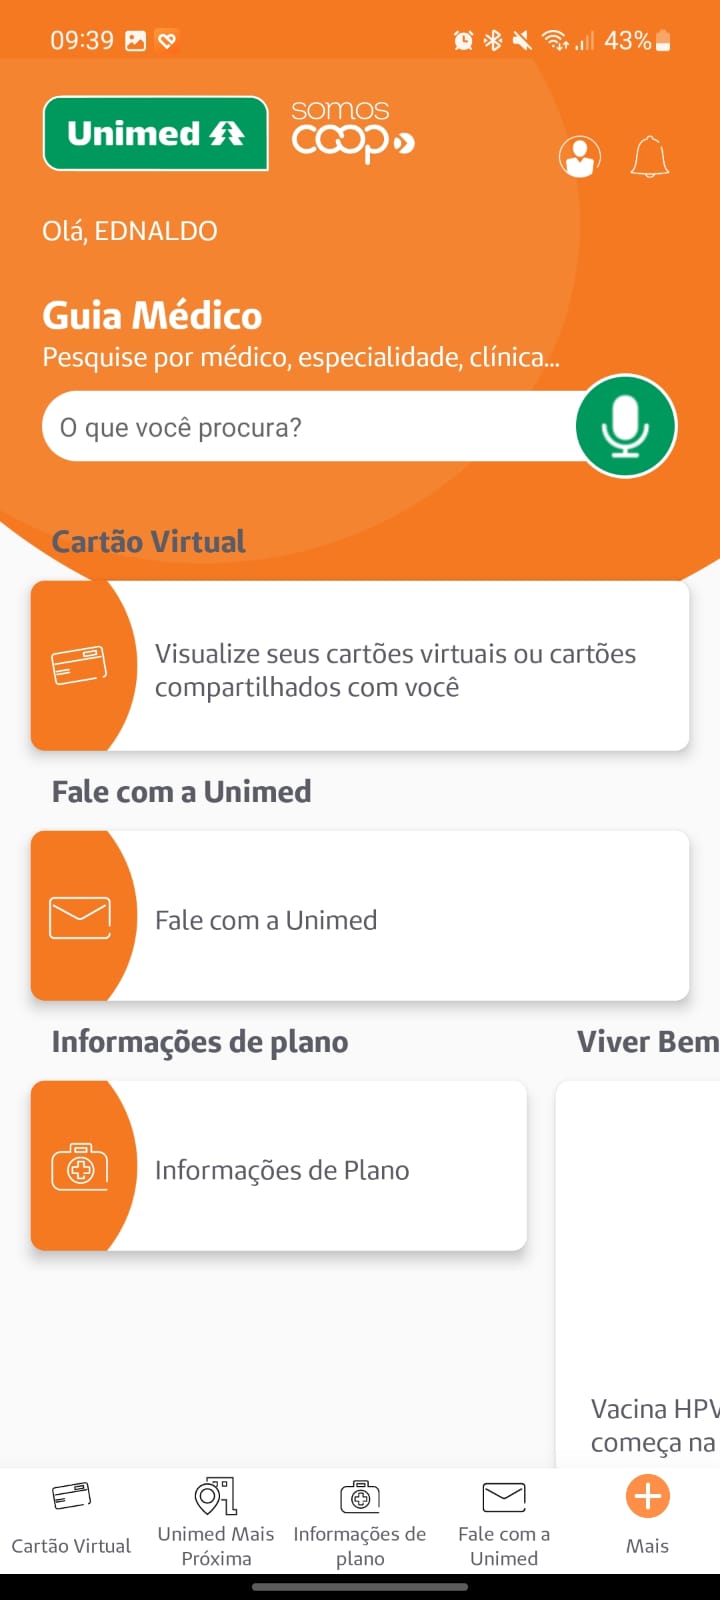 09:39
43%
Unimed
somos
coop
Olá, EDNALDO
Guia Médico
Pesquise por médico, especialidade, clínica...
O que você procura?
Cartão Virtual
Visualize seus cartões virtuais ou cartões
compartilhados com você
Fale com a Unimed
Fale com a Unimed
Informações de plano
Viver Bem
Informações de Plano
Vacina HPV
começa na
Cartão Virtual
Unimed Mais
Próxima
Informações de
plano
Fale com a
Unimed
Mais